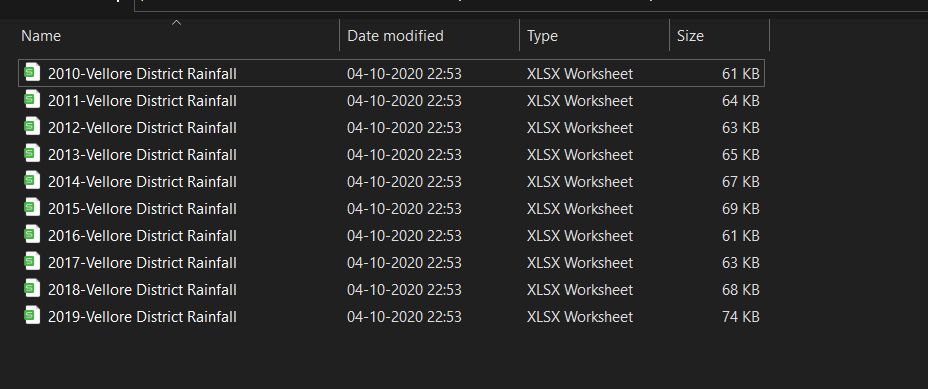 Name Date modified Type Size
2010-Vellore District Rainfall 04-10-2020 22:53 XLSX Worksheet 61 KB
2011-Vellore District Rainfall 04-10-2020 22:53 XLSX Worksheet 64 KB
2012-Vellore District Rainfall 04-10-2020 22:53 XLSX Worksheet 63 KB
2013-Vellore District Rainfall 04-10-2020 22:53 XLSX Worksheet 65 KB
2014-Vellore District Rainfall 04-10-2020 22:53 XLSX Worksheet 67 KB
2015-Vellore District Rainfall 04-10-2020 22:53 XLSX Worksheet 69 KB
2016-Vellore District Rainfall 04-10-2020 22:53 XLSX Worksheet 61 KB
2017-Vellore District Rainfall 04-10-2020 22:53 XLSX Worksheet 63 KB
2018-Vellore District Rainfall 04-10-2020 22:53 XLSX Worksheet 68 KB
2019-Vellore District Rainfall 04-10-2020 22:53 XLSX Worksheet 74 KB